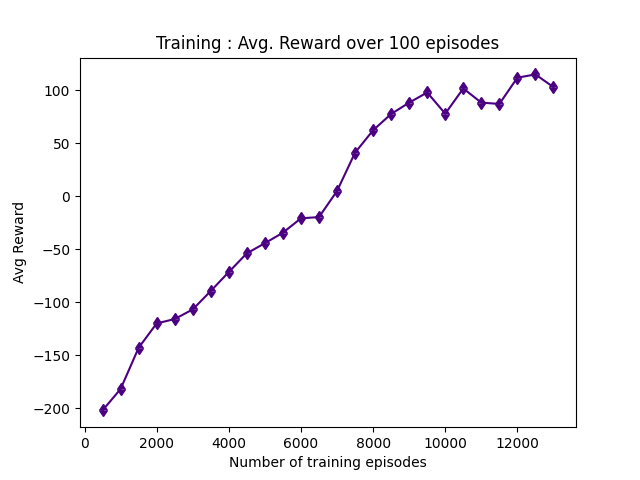 Training : Avg. Reward over 100 episodes
Avg Reward
100
50
0
−50
−100
−150
−200
0 2000 4000 6000 8000 10000 12000
Number of training episodes